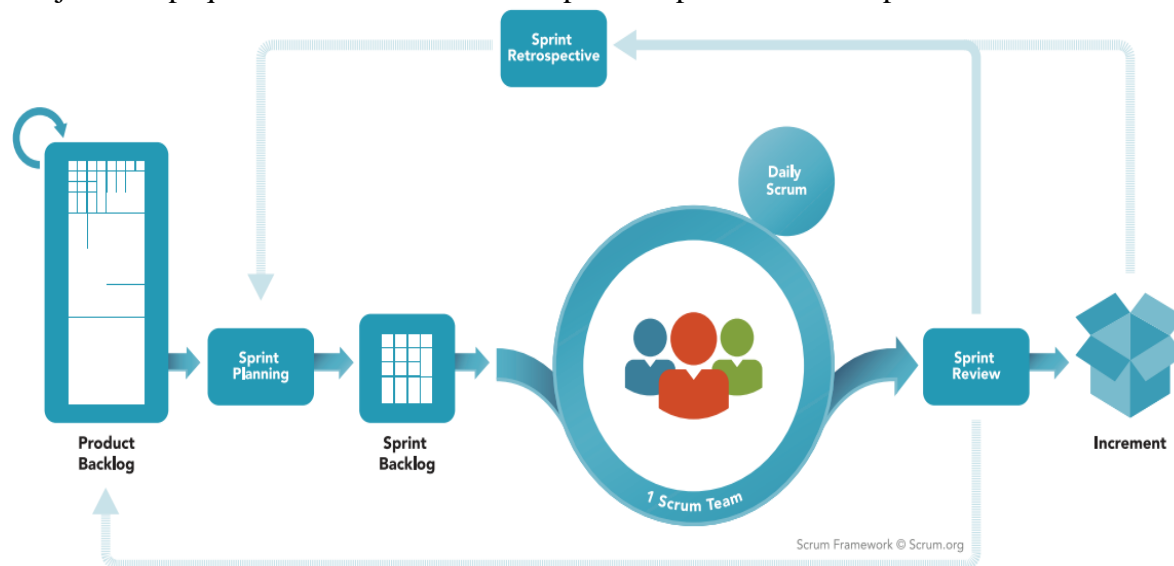 Sprint
Retrospective
Daily
Scrum
Sprint
Planning
Sprint
Review
Product
Backlog
Sprint
Backlog
Increment
1 Scrum Team
Scrum Framework © Scrum.org